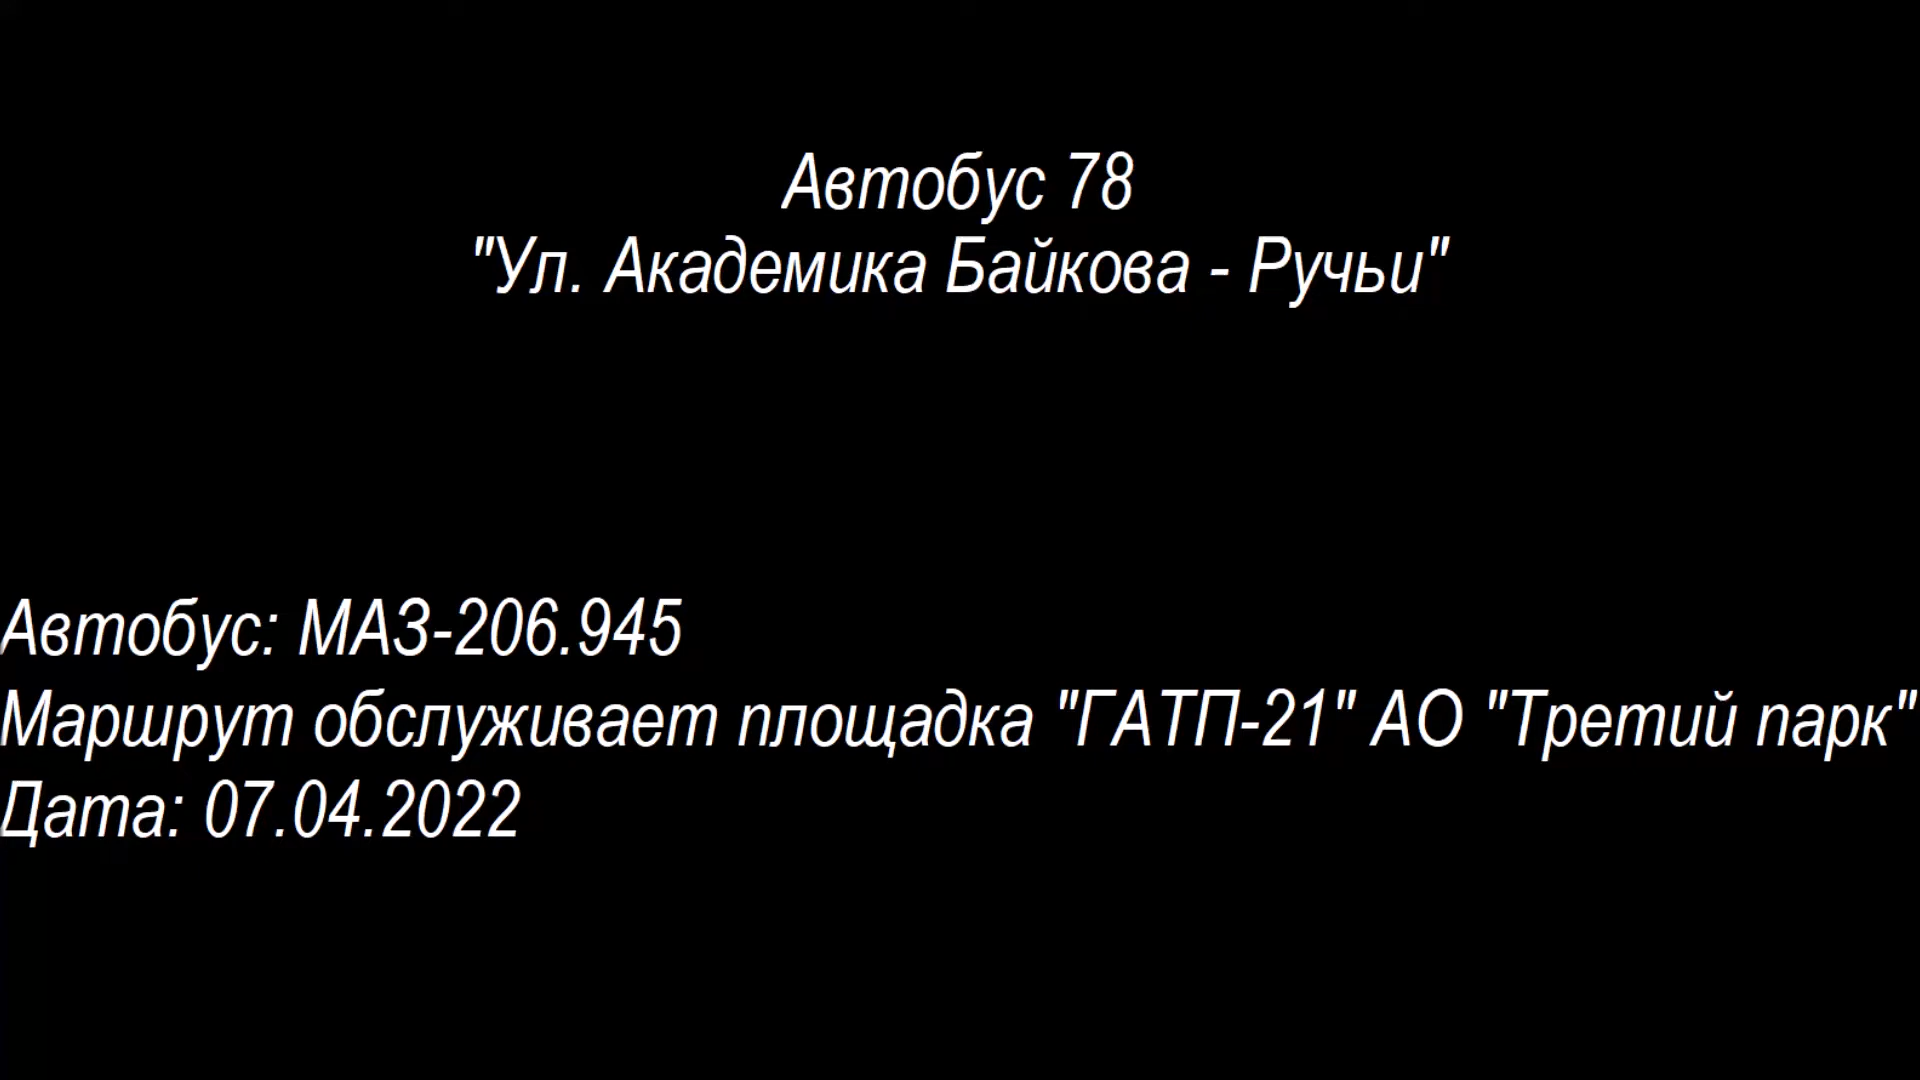 Автобус 78
"Ул. Академика Байкова - Ручьи"
Автобус: МАЗ-206.945
Маршрут обслуживает площадка "ГАТП-21" АО "Третий парк"
Дата: 07.04.2022